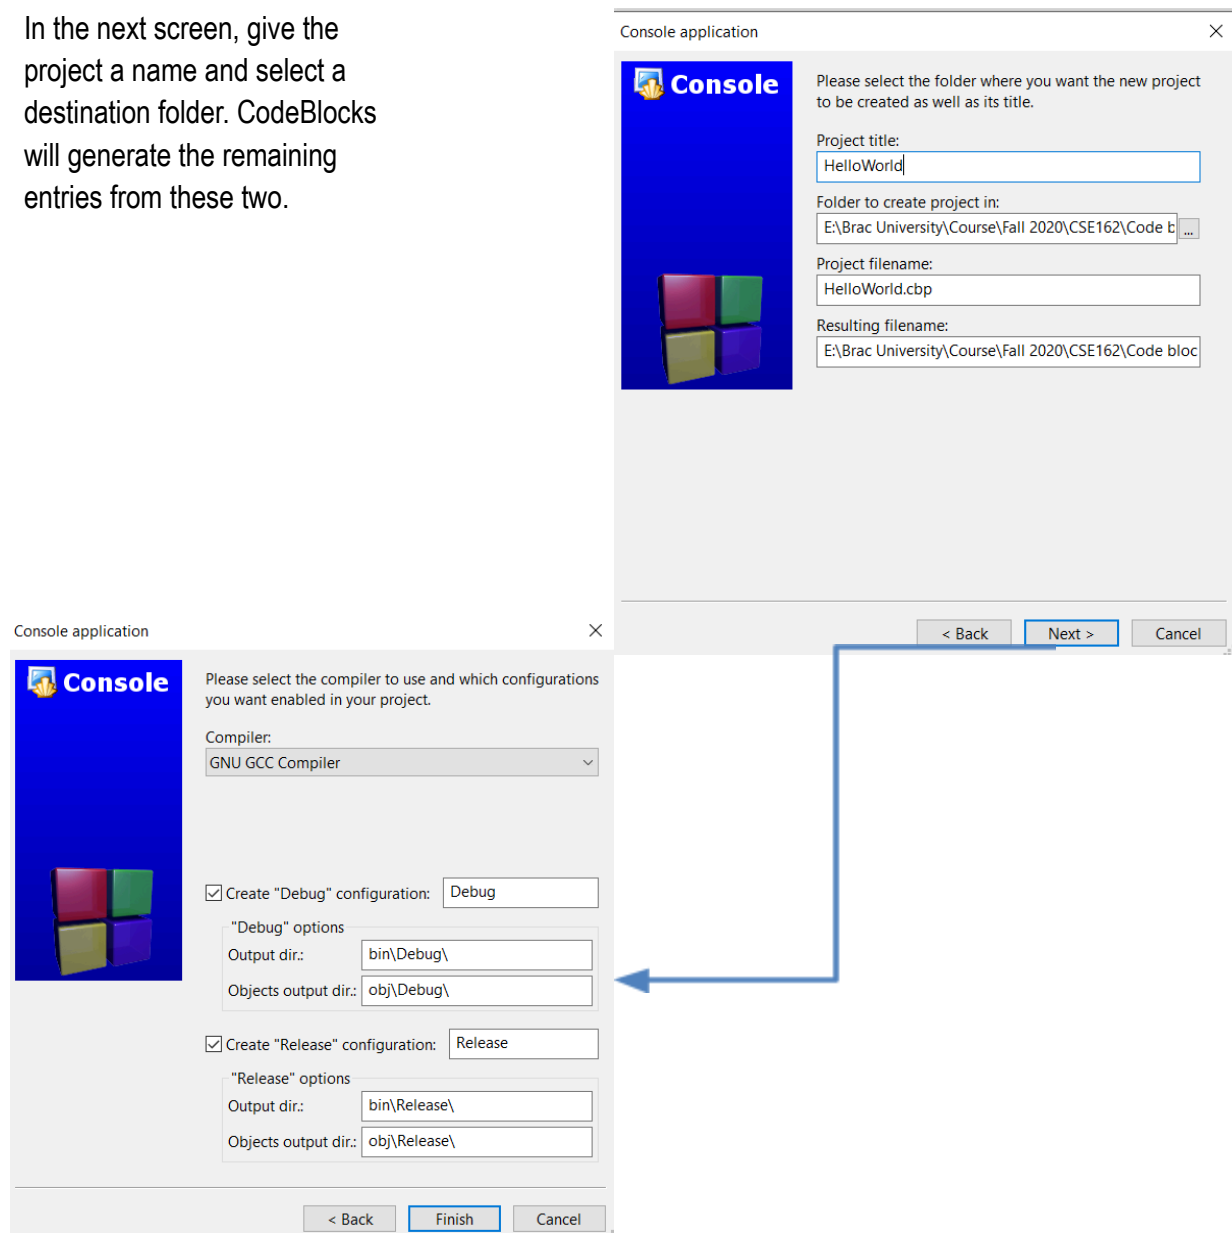 In the next screen, give the
project a name and select a
destination folder. CodeBlocks
will generate the remaining
entries from these two.
Console application
Console
Please select the folder where you want the new project
to be created as well as its title.
Project title:
HelloWorld
Folder to create project in:
E:\Brac University\Course\Fall 2020\CSE162\Code b
...
Project filename:
HelloWorld.cbp
Resulting filename:
E:\Brac University\Course\Fall 2020\CSE162\Code bloc
< Back
Next >
Cancel
Console application
Console
Please select the compiler to use and which configurations
you want enabled in your project.
Compiler:
GNU GCC Compiler
Create "Debug" configuration: Debug
"Debug" options
Output dir.: bin\Debug\
Objects output dir.: obj\Debug\
Create "Release" configuration: Release
"Release" options
Output dir.: bin\Release\
Objects output dir.: obj\Release\
< Back
Finish
Cancel